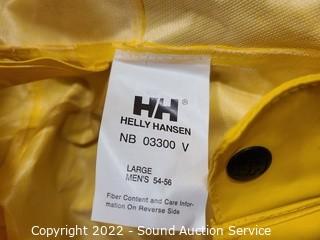 HH
HELLY HANSEN
NB 03300 V
LARGE
MEN'S 54-56
Fiber Content and Care Infor-
mation On Reverse Side
Copyright 2022 - Sound Auction Service